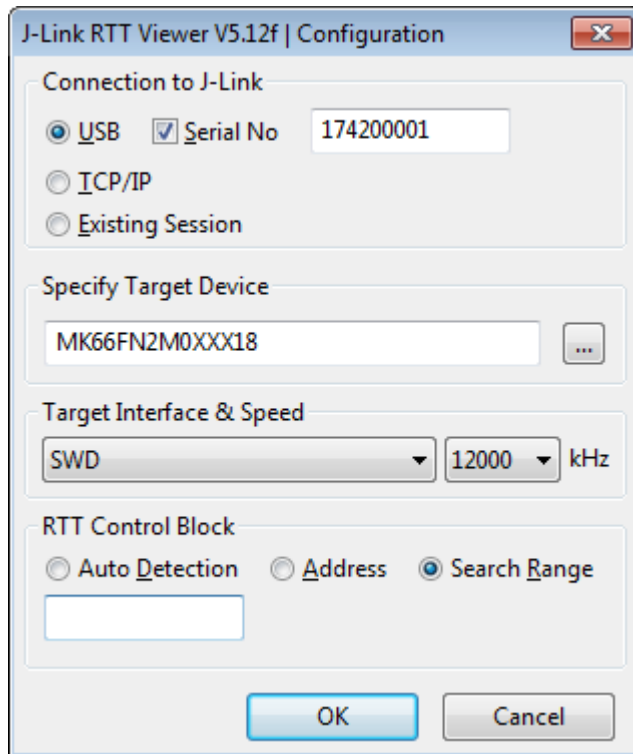 J-Link RTT Viewer V5.12f | Configuration
Connection to J-Link
USB Serial No 174200001
TCP/IP
Existing Session
Specify Target Device
MK66FN2M0XXX18
...
Target Interface & Speed
SWD 12000 kHz
RTT Control Block
Auto Detection Address Search Range
OK Cancel